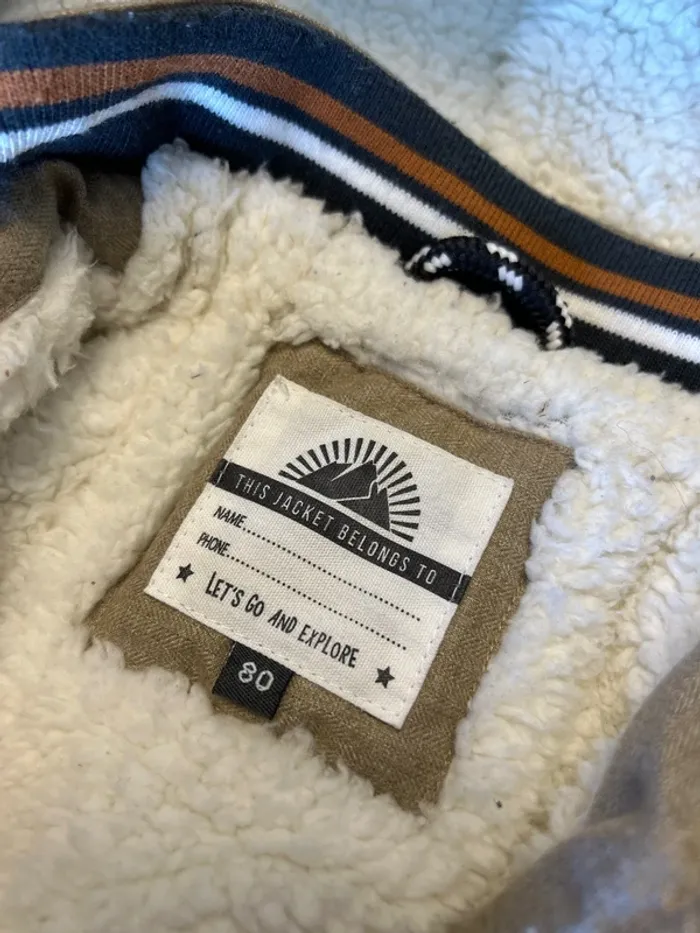 THIS JACKET BELONGS TO
NAME........................................
PHONE........................................
LET'S GO AND EXPLORE
80